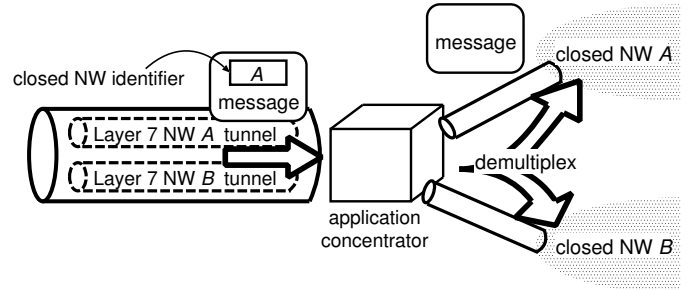 message
closed NW A
A
closed NW identifier
message
Layer 7 NW A tunnel
Layer 7 NW B tunnel
demultiplex
application
concentrator
closed NW B